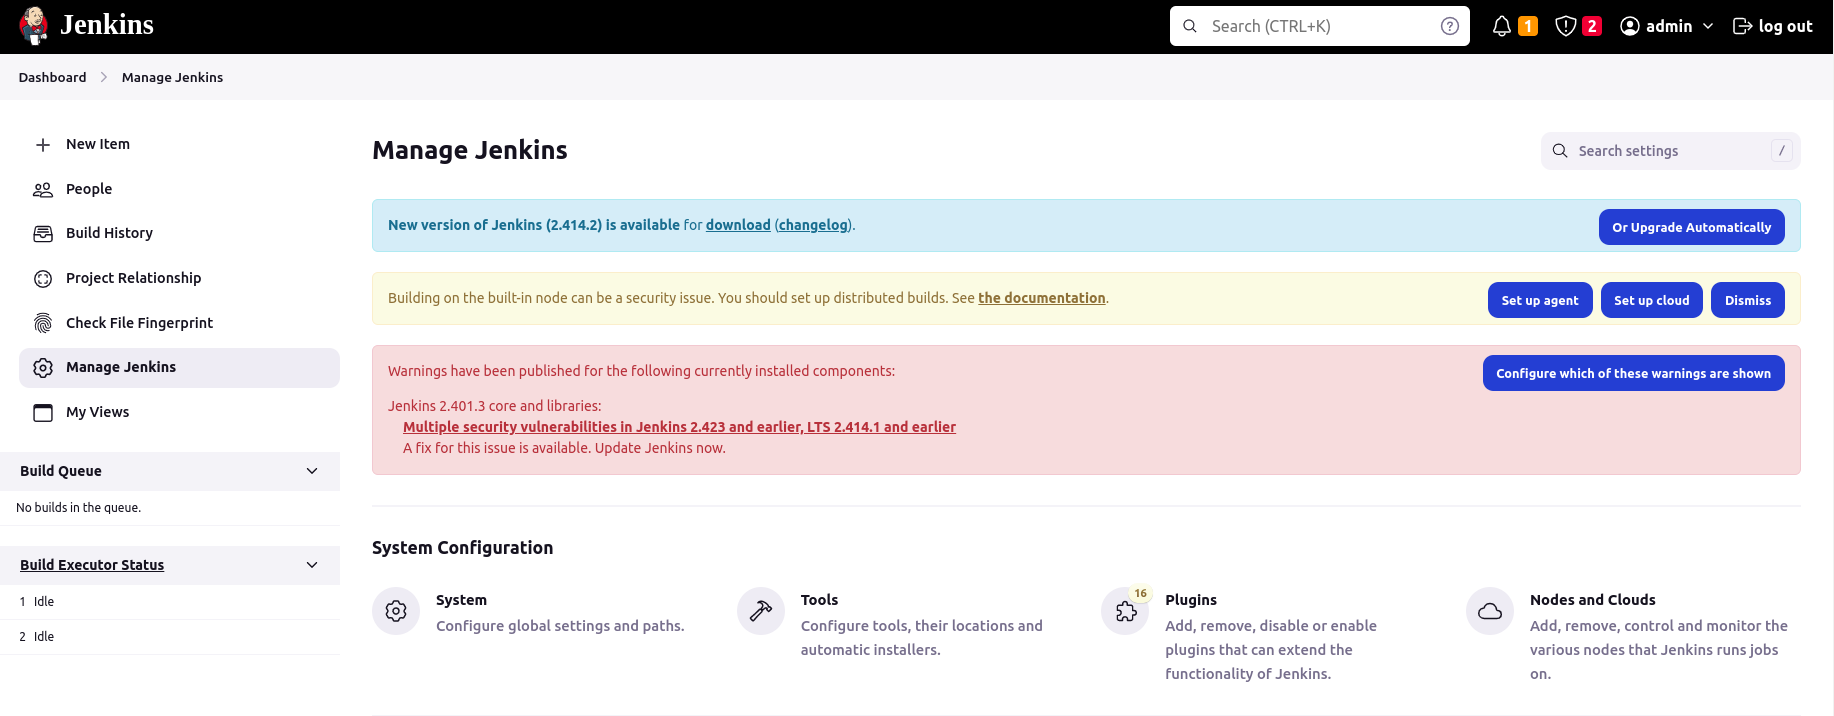 Jenkins
Search (CTRL+K)
1
2
admin
log out
Dashboard
Manage Jenkins
New Item
People
Build History
Project Relationship
Check File Fingerprint
Manage Jenkins
My Views
Build Queue
No builds in the queue.
Build Executor Status
1 Idle
2 Idle
Manage Jenkins
Search settings
/
New version of Jenkins (2.414.2) is available for download (changelog).
Or Upgrade Automatically
Building on the built-in node can be a security issue. You should set up distributed builds. See the documentation.
Set up agent
Set up cloud
Dismiss
Warnings have been published for the following currently installed components:
Configure which of these warnings are shown
Jenkins 2.401.3 core and libraries:
Multiple security vulnerabilities in Jenkins 2.423 and earlier, LTS 2.414.1 and earlier
A fix for this issue is available. Update Jenkins now.
System Configuration
System
Configure global settings and paths.
Tools
Configure tools, their locations and
automatic installers.
16
Plugins
Add, remove, disable or enable
plugins that can extend the
functionality of Jenkins.
Nodes and Clouds
Add, remove, control and monitor the
various nodes that Jenkins runs jobs
on.